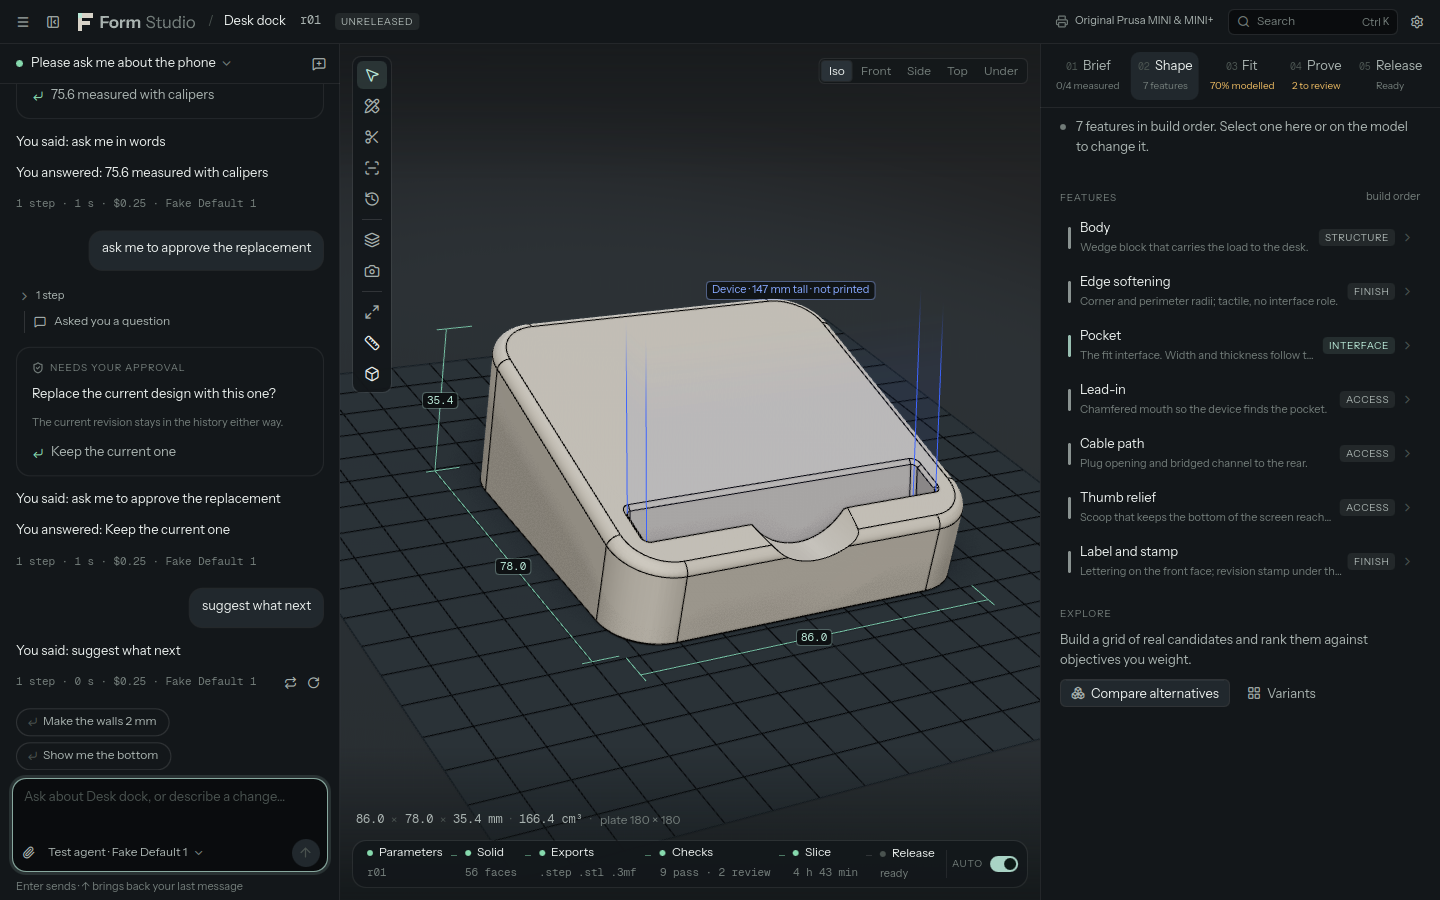 Form Studio / Desk dock r01 UNRELEASED
Original Prusa MINI & MINI+
Search Ctrl K
Please ask me about the phone
75.6 measured with calipers
You said: ask me in words
You answered: 75.6 measured with calipers
1 step · 1 s · $0.25 · Fake Default 1
ask me to approve the replacement
1 step
Asked you a question
NEEDS YOUR APPROVAL
Replace the current design with this one?
The current revision stays in the history either way.
Keep the current one
You said: ask me to approve the replacement
You answered: Keep the current one
1 step · 1 s · $0.25 · Fake Default 1
suggest what next
You said: suggest what next
1 step · 0 s · $0.25 · Fake Default 1
Make the walls 2 mm
Show me the bottom
Ask about Desk dock, or describe a change...
Test agent · Fake Default 1
Enter sends · ↑ brings back your last message
Iso Front Side Top Under
Device · 147 mm tall · not printed
35.4
78.0
86.0
86.0 × 78.0 × 35.4 mm · 166.4 cm³ · plate 180 × 180
Parameters Solid Exports Checks Slice Release
r01 56 faces .step .stl .3mf 9 pass · 2 review 4 h 43 min ready
AUTO
01 Brief 02 Shape 03 Fit 04 Prove 05 Release
0/4 measured 7 features 70% modelled 2 to review Ready
7 features in build order. Select one here or on the model
to change it.
FEATURES build order
Body
Wedge block that carries the load to the desk.
STRUCTURE
Edge softening
Corner and perimeter radii; tactile, no interface role.
FINISH
Pocket
The fit interface. Width and thickness follow t...
INTERFACE
Lead-in
Chamfered mouth so the device finds the pocket.
ACCESS
Cable path
Plug opening and bridged channel to the rear.
ACCESS
Thumb relief
Scoop that keeps the bottom of the screen reach...
ACCESS
Label and stamp
Lettering on the front face; revision stamp under th...
FINISH
EXPLORE
Build a grid of real candidates and rank them against
objectives you weight.
Compare alternatives Variants